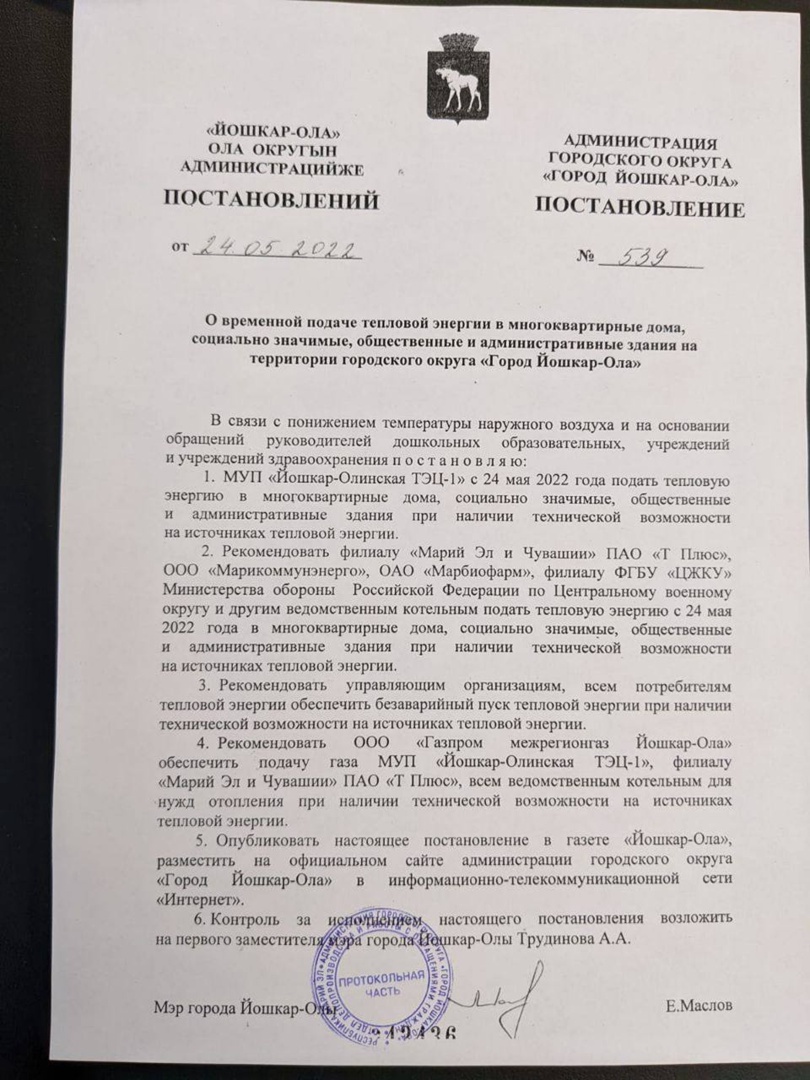 «ЙОШКАР-ОЛА»
ОЛА ОКРУГЫН
АДМИНИСТРАЦИЙЖЕ
ПОСТАНОВЛЕНИЙ
от 24.05 2022
АДМИНИСТРАЦИЯ
ГОРОДСКОГО ОКРУГА
«ГОРОД ЙОШКАР-ОЛА»
ПОСТАНОВЛЕНИЕ
№ 539
О временной подаче тепловой энергии в многоквартирные дома,
социально значимые, общественные и административные здания на
территории городского округа «Город Йошкар-Ола»
В связи с понижением температуры наружного воздуха и на основании
обращений руководителей дошкольных образовательных, учреждений
и учреждений здравоохранения п о с т а н о в л я ю:
1. МУП «Йошкар-Олинская ТЭЦ-1» с 24 мая 2022 года подать тепловую
энергию в многоквартирные дома, социально значимые, общественные
и административные здания при наличии технической возможности
на источниках тепловой энергии.
2. Рекомендовать филиалу «Марий Эл и Чувашии» ПАО «Т Плюс»,
ООО «Марикоммунэнерго», ОАО «Марбиофарм», филиалу ФГБУ «ЦЖКУ»
Министерства обороны Российской Федерации по Центральному военному
округу и другим ведомственным котельным подать тепловую энергию с 24 мая
2022 года в многоквартирные дома, социально значимые, общественные
и административные здания при наличии технической возможности
на источниках тепловой энергии.
3. Рекомендовать управляющим организациям, всем потребителям
тепловой энергии обеспечить безаварийный пуск тепловой энергии при наличии
технической возможности на источниках тепловой энергии.
4. Рекомендовать ООО «Газпром межрегионгаз Йошкар-Ола»
обеспечить подачу газа МУП «Йошкар-Олинская ТЭЦ-1», филиалу
«Марий Эл и Чувашии» ПАО «Т Плюс», всем ведомственным котельным для
нужд отопления при наличии технической возможности на источниках
тепловой энергии.
5. Опубликовать настоящее постановление в газете «Йошкар-Ола»,
разместить на официальном сайте администрации городского округа
«Город Йошкар-Ола» в информационно-телекоммуникационной сети
«Интернет».
6. Контроль за исполнением настоящего постановления возложить
на первого заместителя мэра города Йошкар-Олы Трудинова А.А.
ПРОТОКОЛЬНАЯ
ЧАСТЬ
Мэр города Йошкар-Олы
Е.Маслов